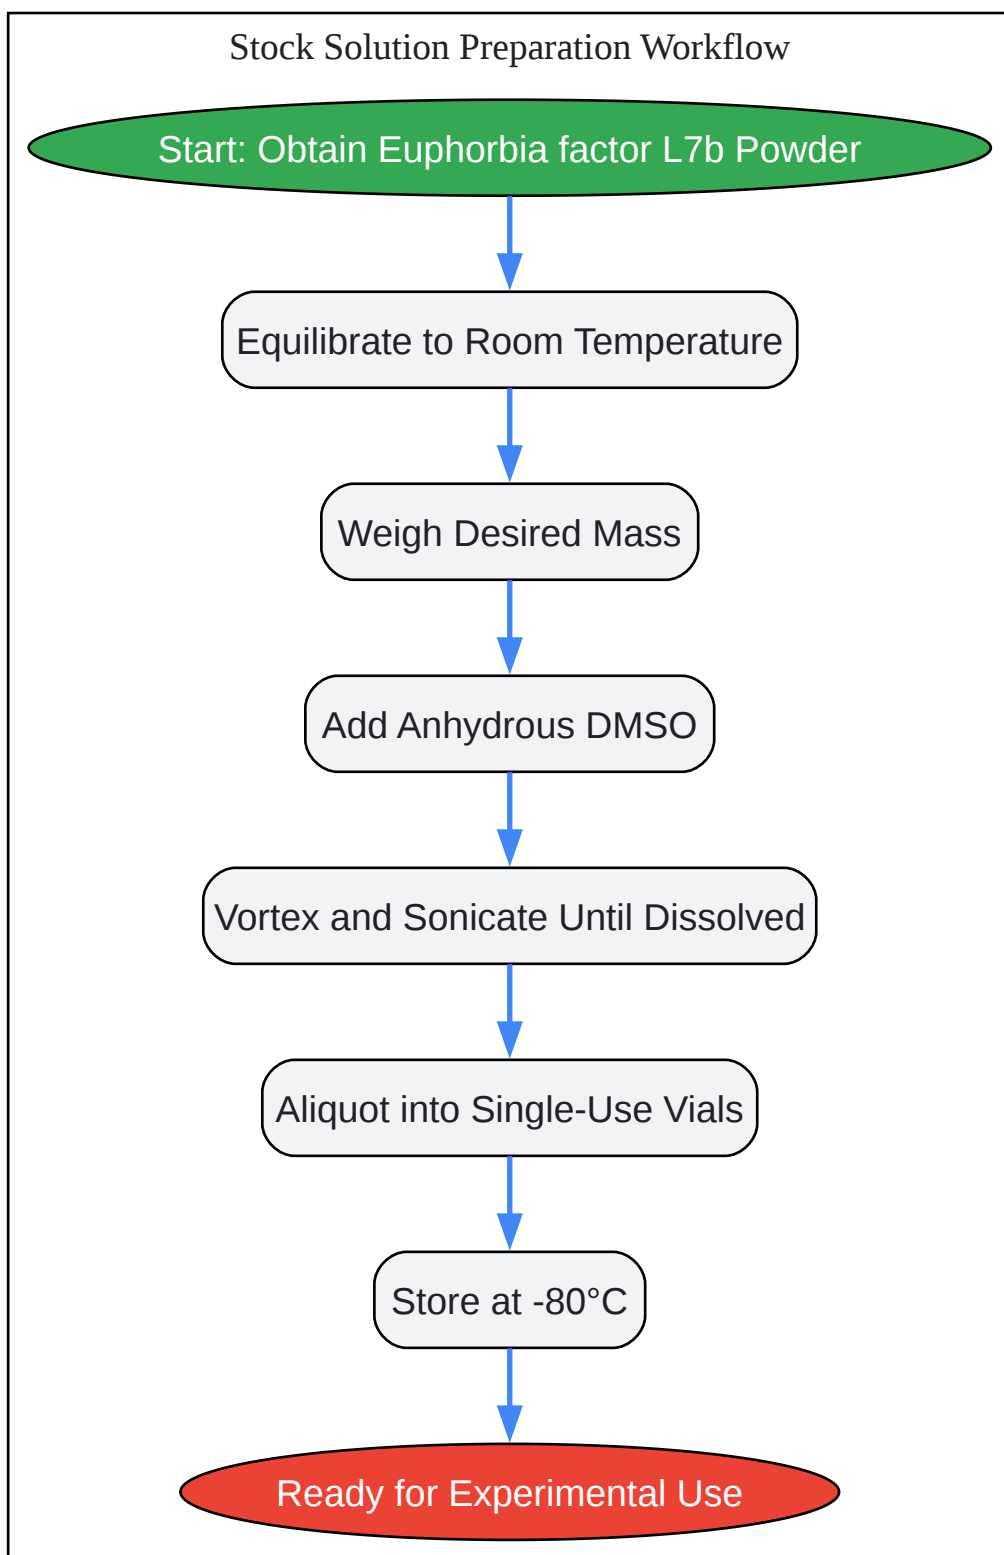 Stock Solution Preparation Workflow
Start: Obtain Euphorbia factor L7b Powder
Equilibrate to Room Temperature
Weigh Desired Mass
Add Anhydrous DMSO
Vortex and Sonicate Until Dissolved
Aliquot into Single-Use Vials
Store at -80°C
Ready for Experimental Use